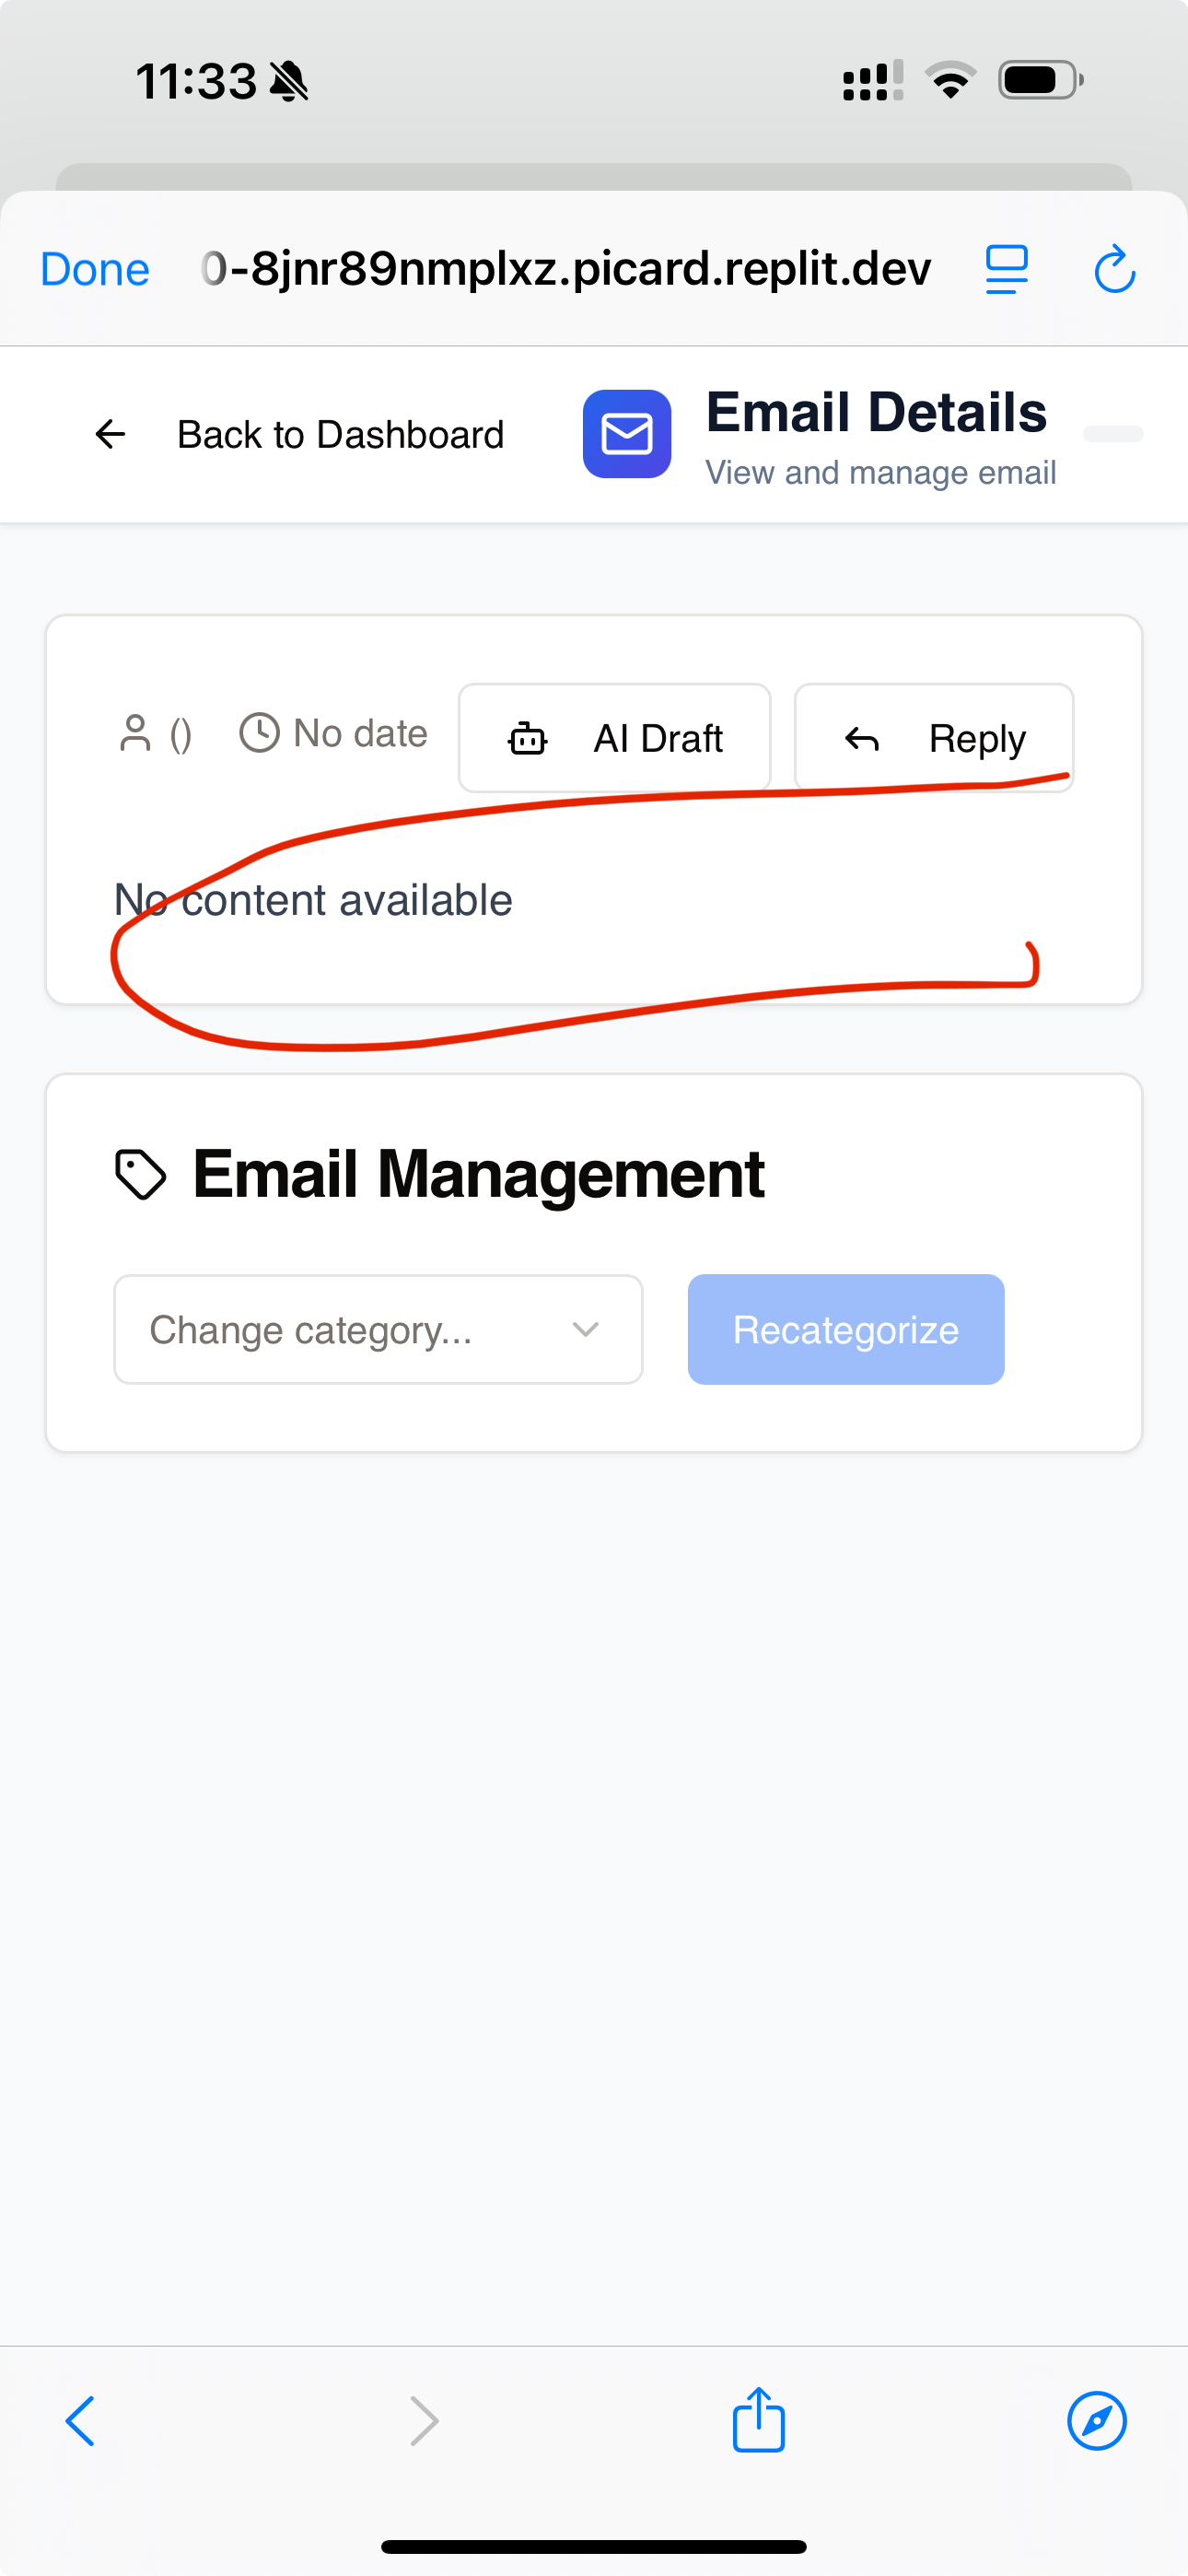 11:33
Done
0-8jnr89nmplxz.picard.replit.dev
Back to Dashboard
Email Details
View and manage email
() No date
AI Draft
Reply
No content available
Email Management
Change category...
Recategorize